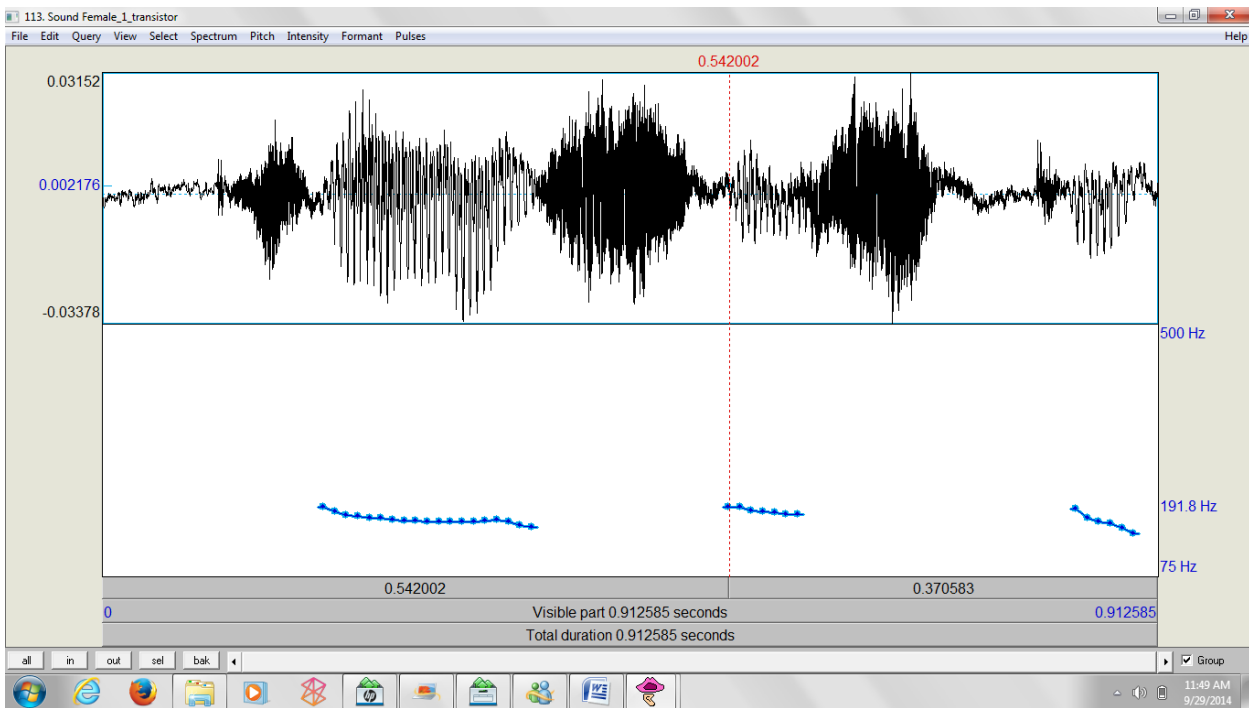 113. Sound Female_1_transistor
File Edit Query View Select Spectrum Pitch Intensity Formant Pulses Help
0.542002
0.03152
0.002176
-0.03378
500 Hz
191.8 Hz
75 Hz
0.542002 0.370583
0 Visible part 0.912585 seconds 0.912585
Total duration 0.912585 seconds
all in out sel bak Group
11:49 AM
9/29/2014